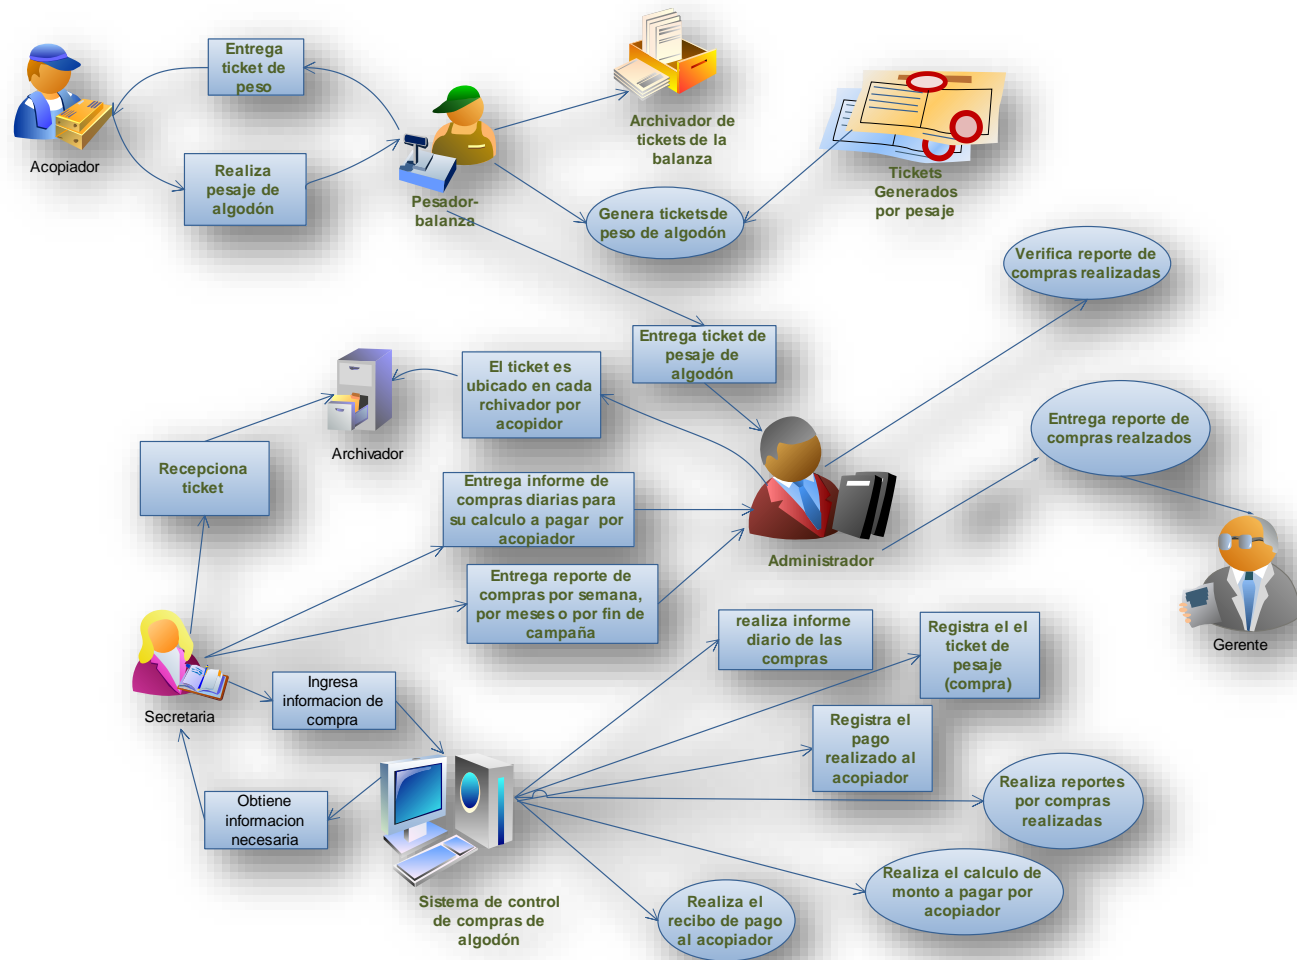 Entrega
ticket de
peso
Acopiador
Realiza
pesaje de
algodón
Pesador-
balanza
Archivador de
tickets de la
balanza
Tickets
Generados
por pesaje
Genera tickets de
peso de algodón
Verifica reporte de
compras realizadas
Entrega ticket de
pesaje de
algodón
El ticket es
ubicado en cada
rchivador por
acopidor
Archivador
Entrega reporte de
compras realzados
Recepciona
ticket
Entrega informe de
compras diarias para
su calculo a pagar por
acopiador
Administrador
Entrega reporte de
compras por semana,
por meses o por fin de
campaña
Gerente
realiza informe
diario de las
compras
Registra el el
ticket de
pesaje
(compra)
Secretaria
Ingresa
informacion de
compra
Registra el
pago
realizado al
acopiador
Obtiene
informacion
necesaria
Realiza reportes
por compras
realizadas
Sistema de control
de compras de
algodón
Realiza el calculo de
monto a pagar por
acopiador
Realiza el
recibo de pago
al acopiador